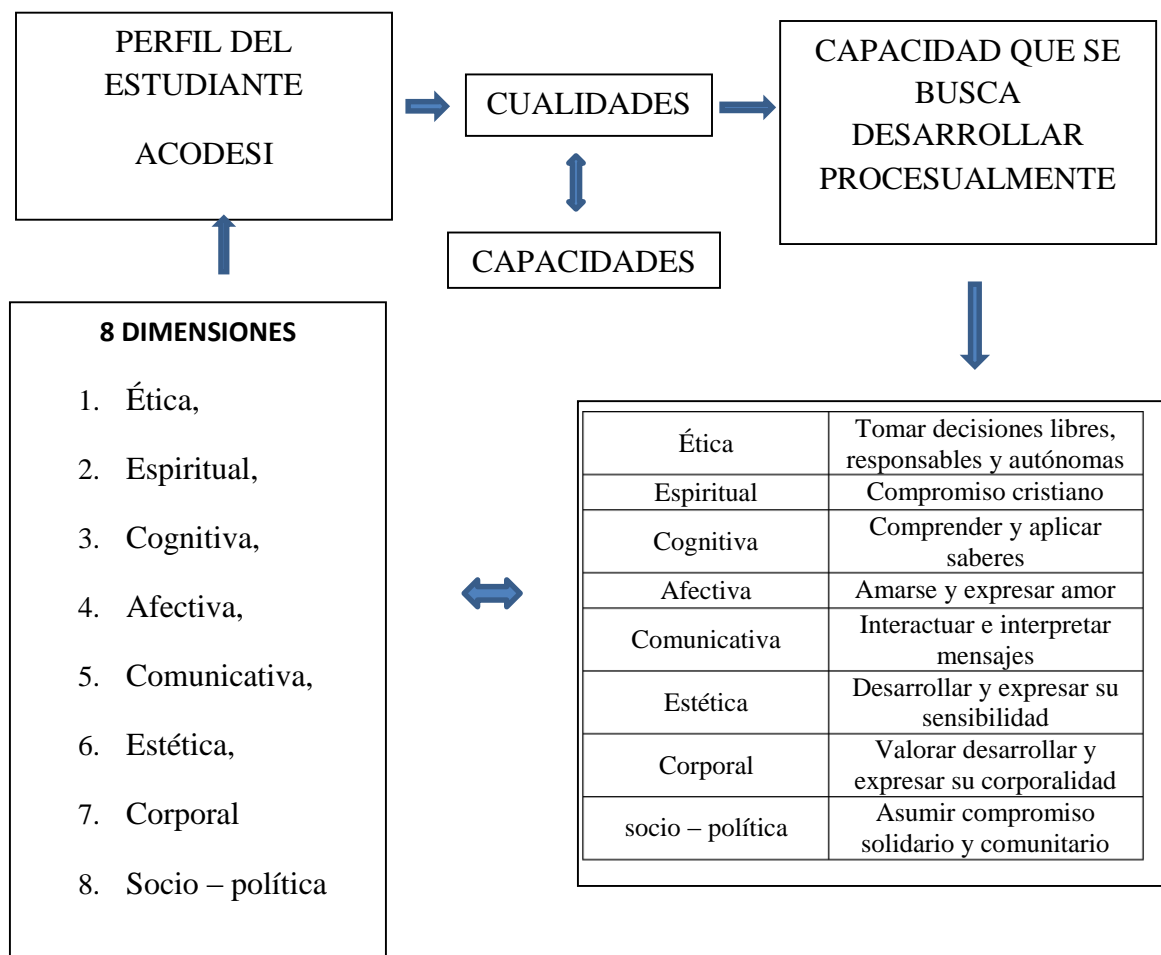 PERFIL DEL
ESTUDIANTE
ACODESI
CUALIDADES
CAPACIDADES
CAPACIDAD QUE SE
BUSCA
DESARROLLAR
PROCESUALMENTE
8 DIMENSIONES
1. Ética,
2. Espiritual,
3. Cognitiva,
4. Afectiva,
5. Comunicativa,
6. Estética,
7. Corporal
8. Socio – política
Ética
Tomar decisiones libres,
responsables y autónomas
Espiritual
Compromiso cristiano
Cognitiva
Comprender y aplicar
saberes
Afectiva
Amarse y expresar amor
Comunicativa
Interactuar e interpretar
mensajes
Estética
Desarrollar y expresar su
sensibilidad
Corporal
Valorar desarrollar y
expresar su corporalidad
socio – política
Asumir compromiso
solidario y comunitario